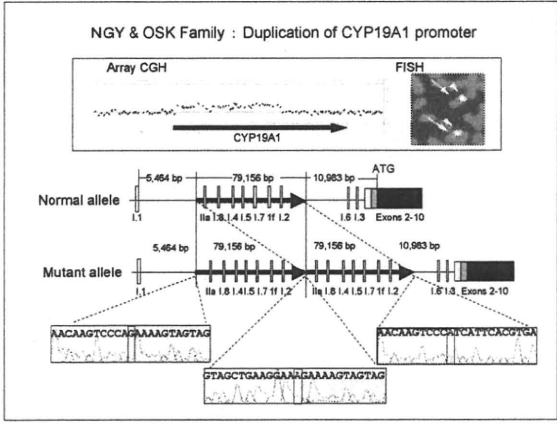 NGY & OSK Family : Duplication of CYP19A1 promoter
Array CGH
FISH
CYP19A1
5,464 bp 79,156 bp 10,983 bp ATG
Normal allele
I.1 IIa I.8 I.4 I.5 I.7 1f I.2 I.6 I.3 Exons 2-10
5,464 bp 79,156 bp 79,156 bp 10,983 bp
Mutant allele
I.1 IIa I.8 I.4 I.5 I.7 1f I.2 IIa I.8 I.4 I.5 I.7 1f I.2 I.6 I.3 Exons 2-10
AACAAGTCCCAGAAAAGTAGTAG
AACAAGTCCCATCATTCACGTGA
GTAGCTGAAGGAAAGAAAAGTAGTAG